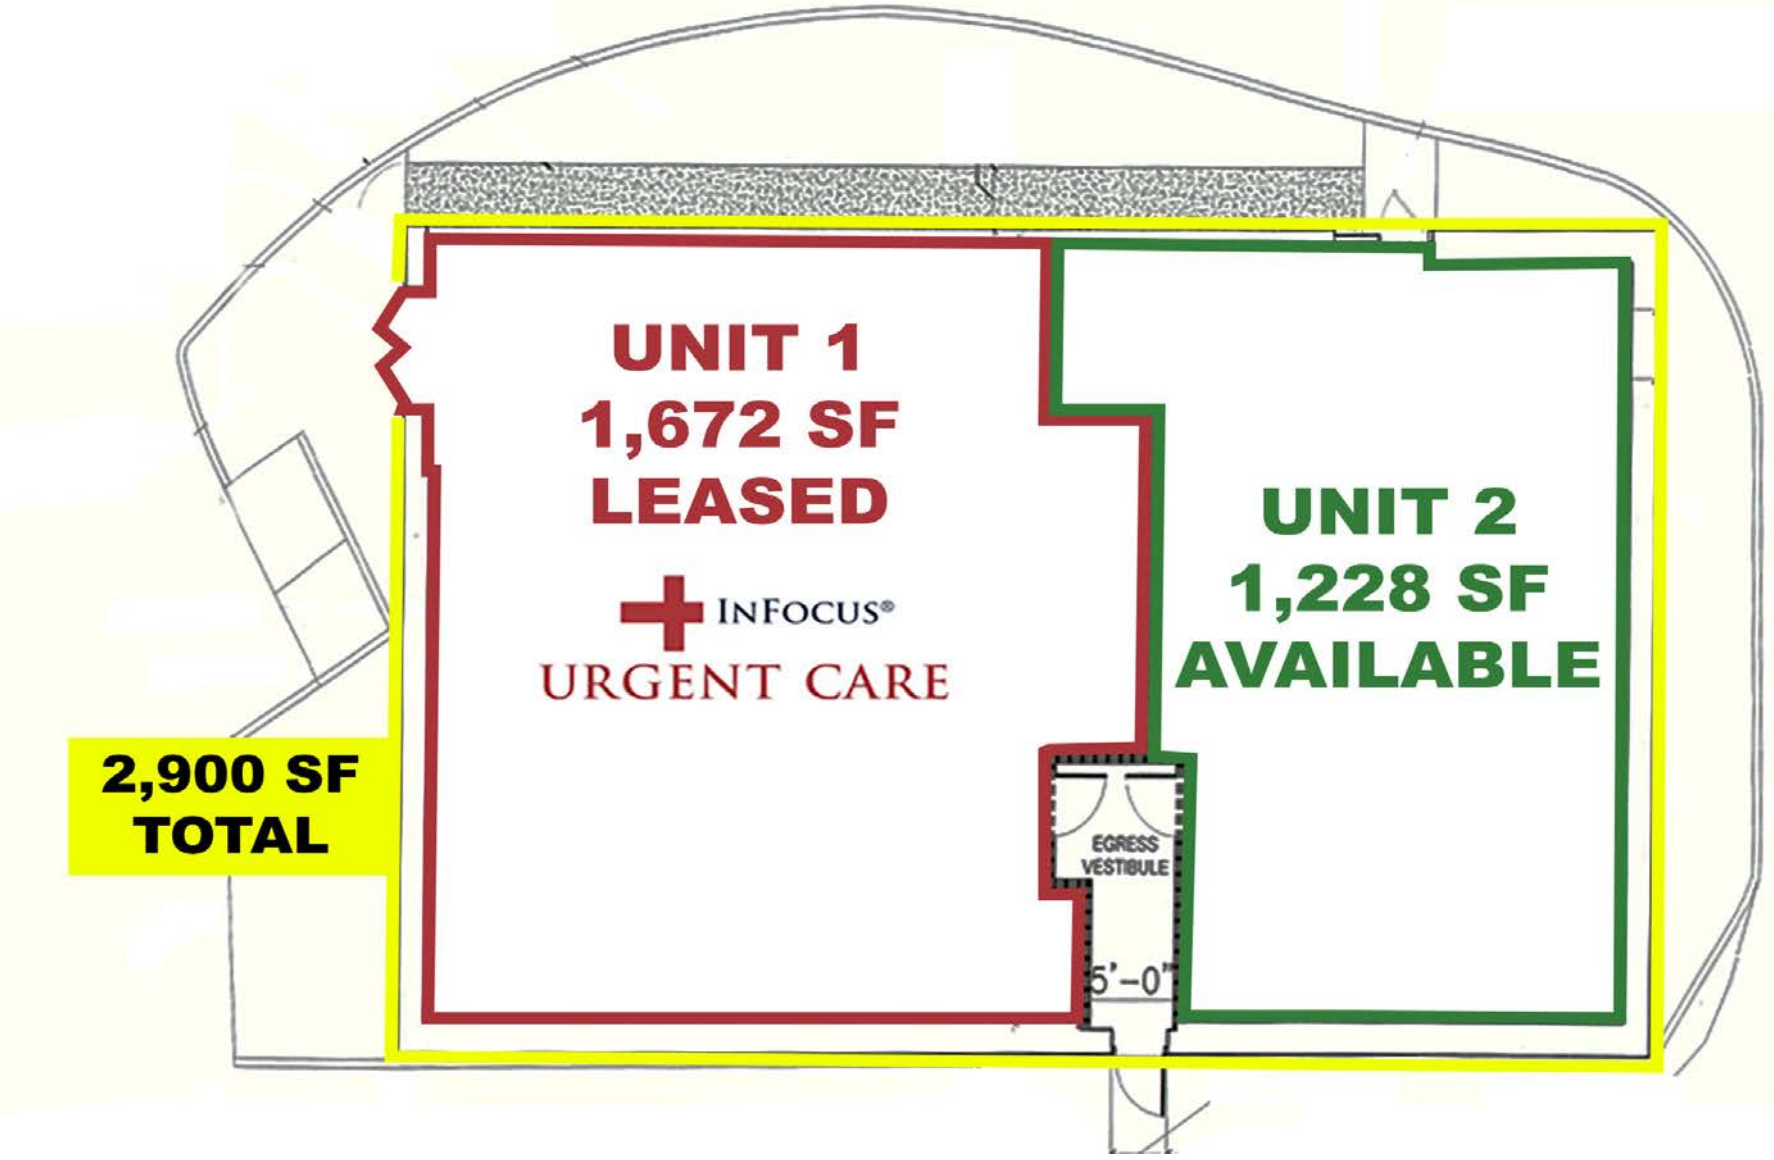 UNIT 1
1,672 SF
LEASED
INFOCUS®
URGENT CARE
UNIT 2
1,228 SF
AVAILABLE
2,900 SF
TOTAL
EGRESS
VESTIBULE
5'-0"